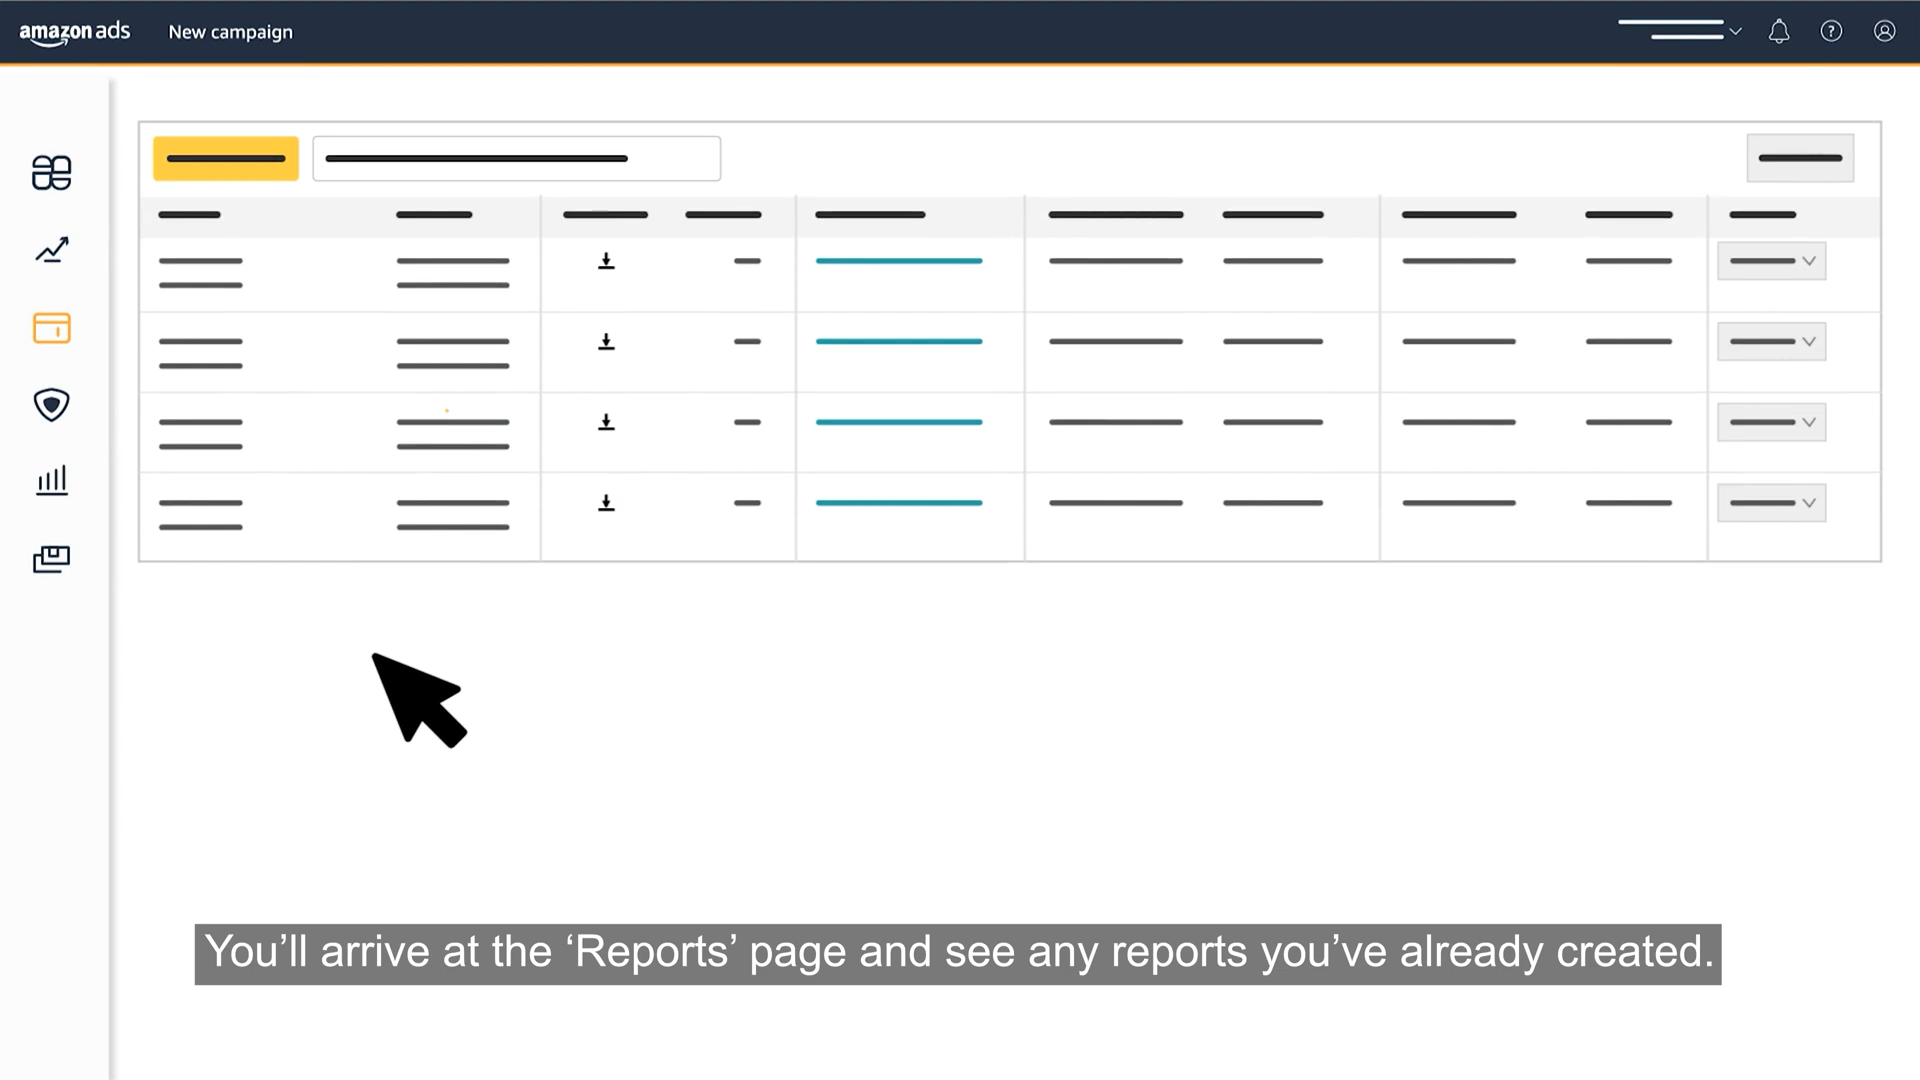 amazon ads
New campaign
You’ll arrive at the ‘Reports’ page and see any reports you’ve already created.